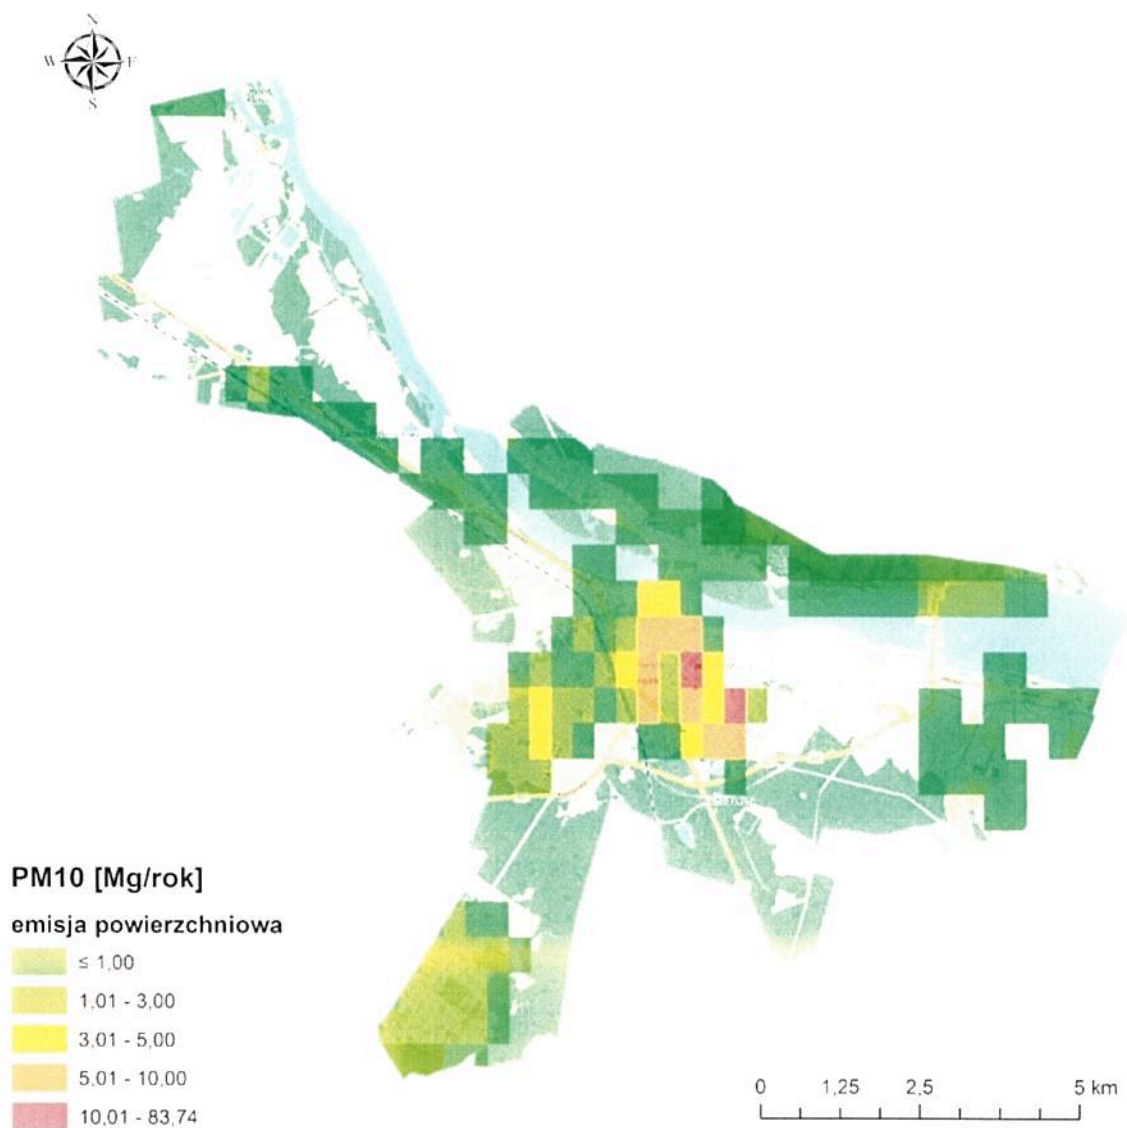 N
W E
S
PM10 [Mg/rok]
emisja powierzchniowa
≤ 1,00
1,01 - 3,00
3,01 - 5,00
5,01 - 10.00
10,01 - 83,74
0 1,25 2,5 5 km